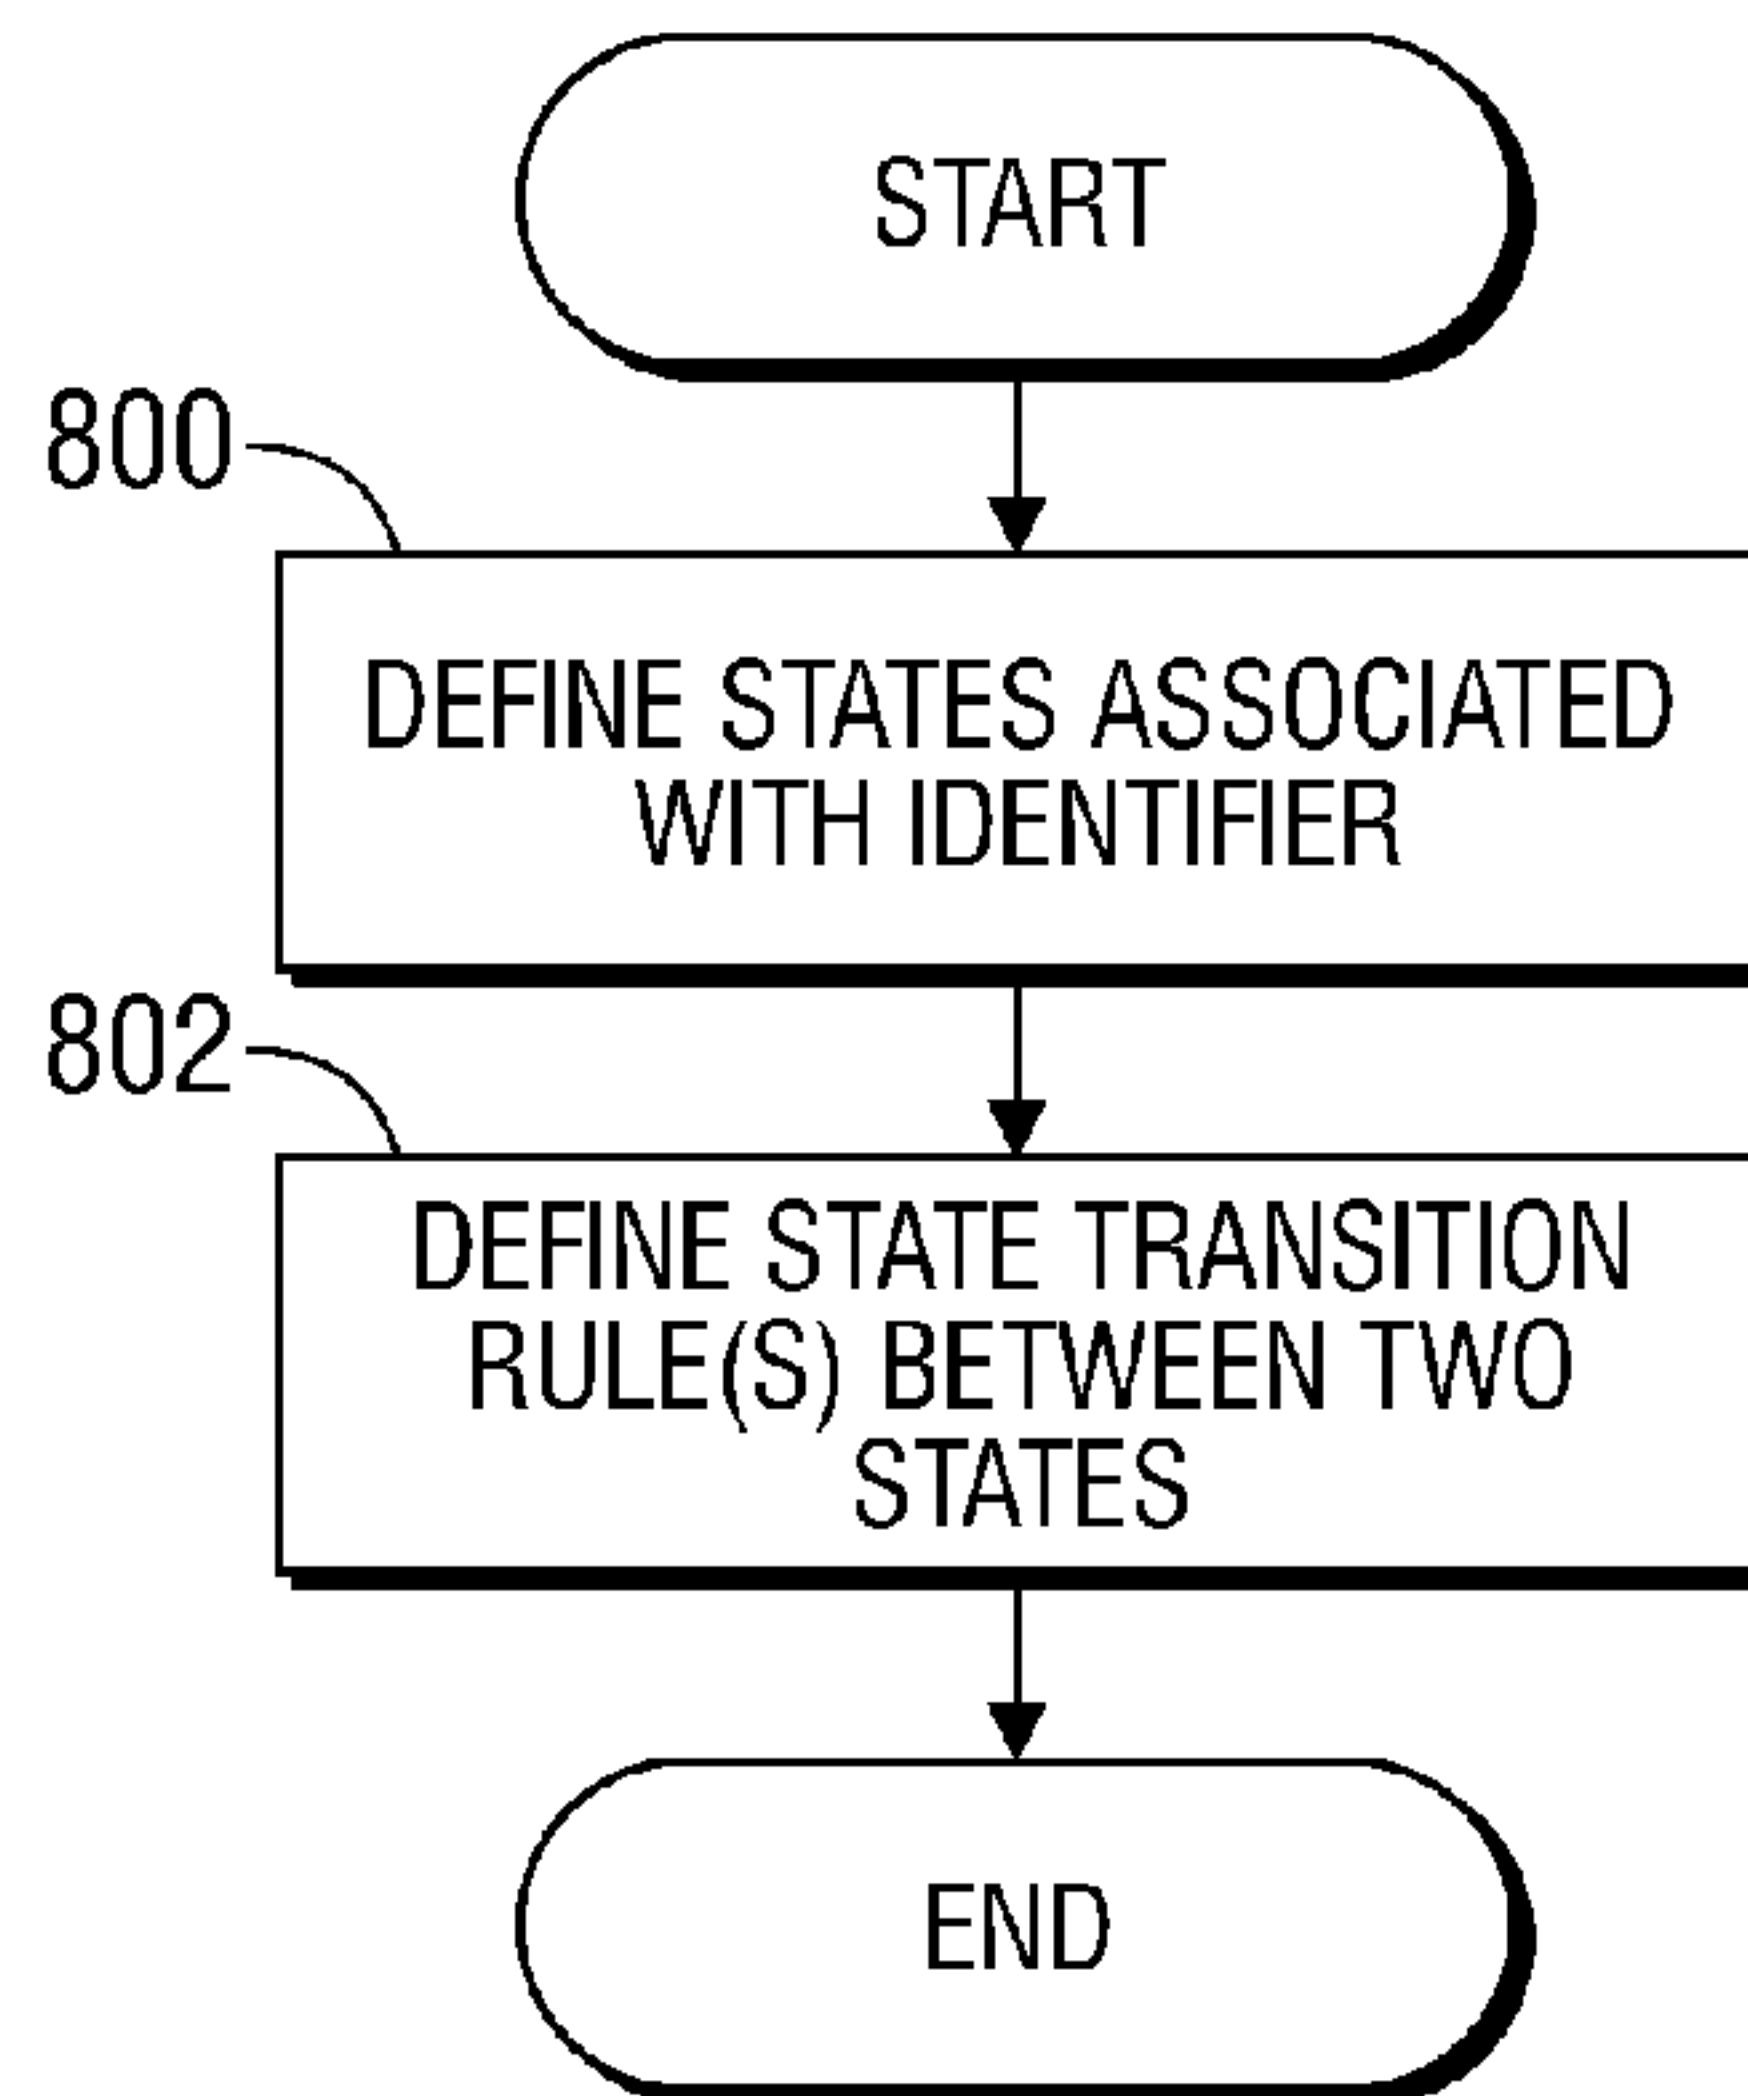 START
800
DEFINE STATES ASSOCIATED
WITH IDENTIFIER
802
DEFINE STATE TRANSITION
RULE(S) BETWEEN TWO
STATES
END